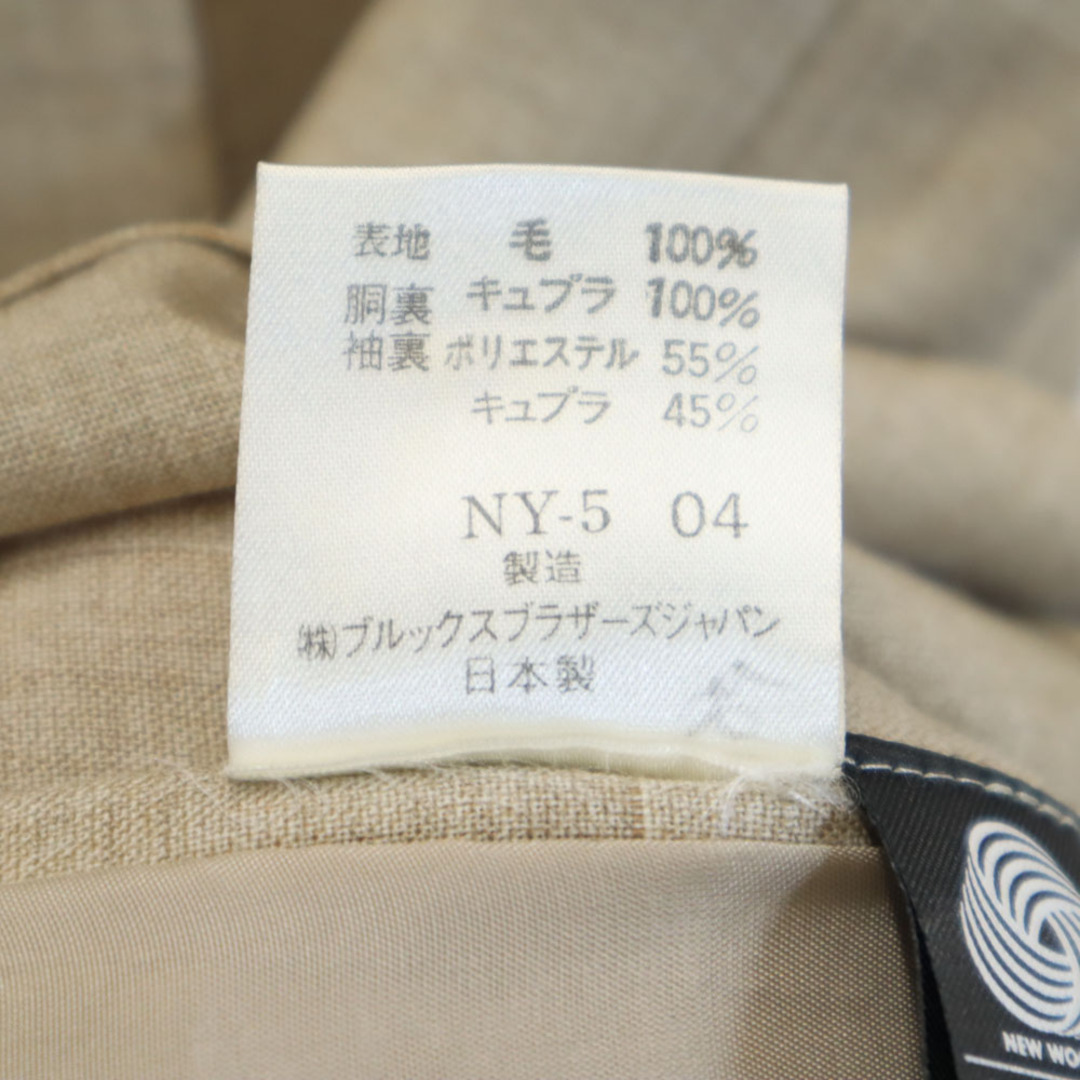 表地 毛 100%
胴裏 キュプラ 100%
袖裏 ポリエステル 55%
キュプラ 45%
NY-5 04
製造
(株)ブルックスブラザーズジャパン
日本製
NEW WO